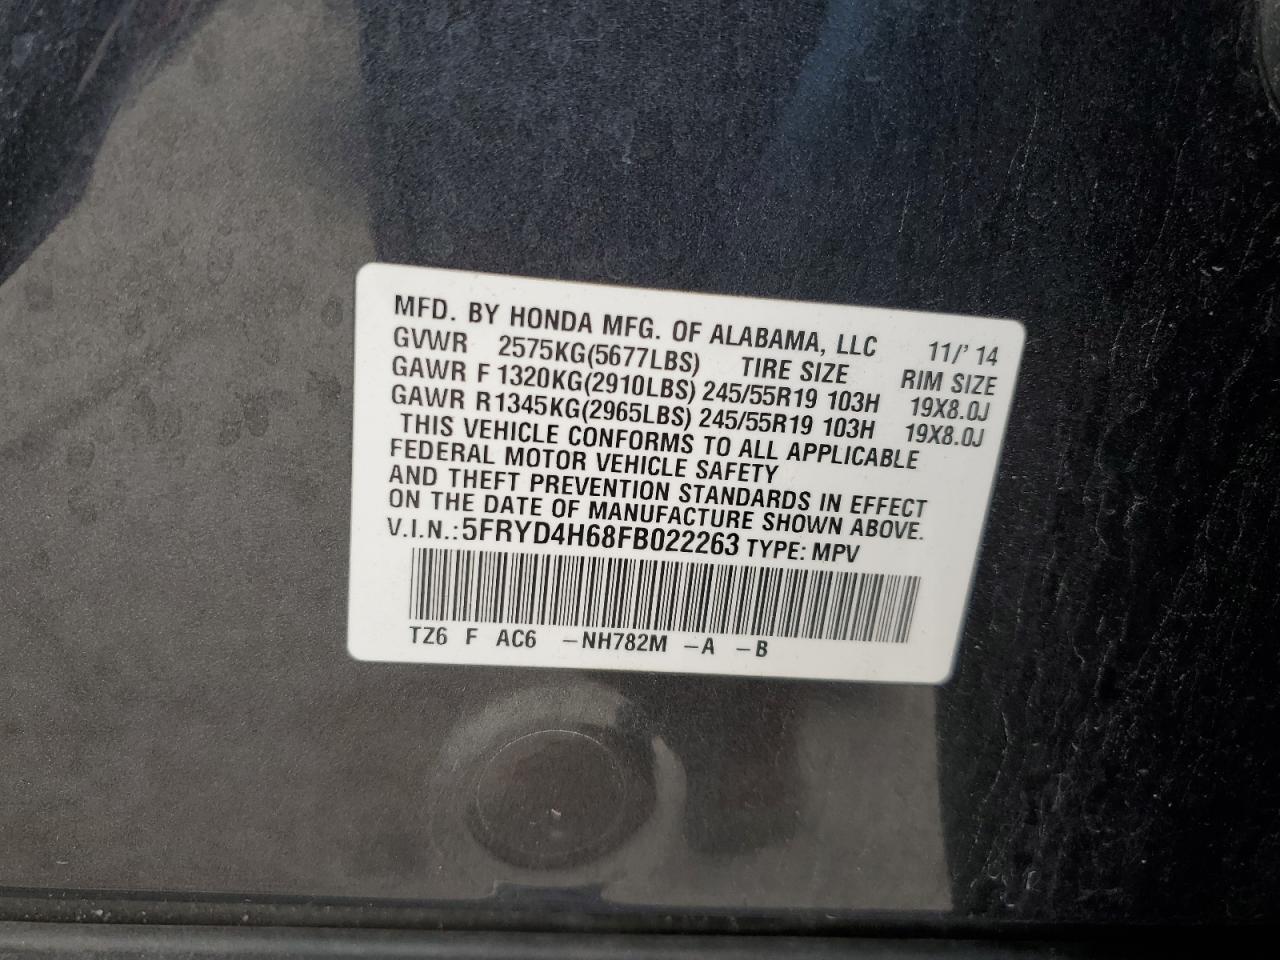 MFD. BY HONDA MFG. OF ALABAMA, LLC 11/' 14
GVWR 2575KG(5677LBS) TIRE SIZE RIM SIZE
GAWR F 1320KG(2910LBS) 245/55R19 103H 19X8.0J
GAWR R 1345KG(2965LBS) 245/55R19 103H 19X8.0J
THIS VEHICLE CONFORMS TO ALL APPLICABLE
FEDERAL MOTOR VEHICLE SAFETY
AND THEFT PREVENTION STANDARDS IN EFFECT
ON THE DATE OF MANUFACTURE SHOWN ABOVE.
V.I.N.: 5FRYD4H68FB022263 TYPE: MPV
TZ6 F AC6 -NH782M -A -B